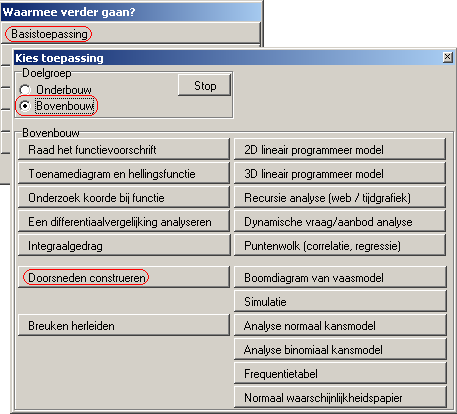 Waarmee verder gaan?
Basistoepassing
Kies toepassing
Doelgroep
Onderbouw
Bovenbouw
Stop
Bovenbouw
Raad het functievoorschrift
2D lineair programmeer model
Toenamediagram en hellingsfunctie
3D lineair programmeer model
Onderzoek koorde bij functie
Recursie analyse (web / tijdgrafiek)
Een differentiaalvergelijking analyseren
Dynamische vraag/aanbod analyse
Integraalgedrag
Puntenwolk (correlatie, regressie)
Doorsneden construeren
Boomdiagram van vaasmodel
Simulatie
Breuken herleiden
Analyse normaal kansmodel
Analyse binomiaal kansmodel
Frequentietabel
Normaal waarschijnlijkheidspapier